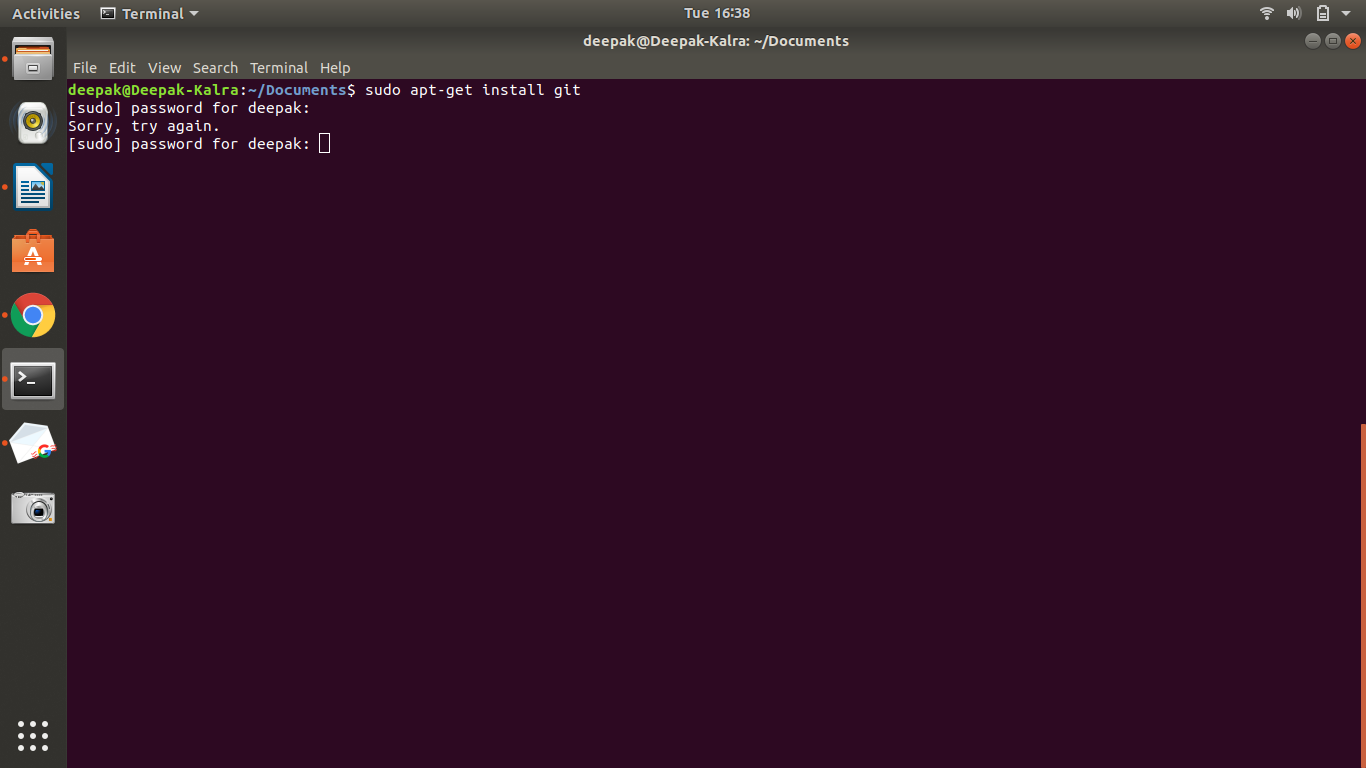 Activities Terminal Tue 16:38
deepak@Deepak-Kalra: ~/Documents
File Edit View Search Terminal Help
deepak@Deepak-Kalra:~/Documents$ sudo apt-get install git
[sudo] password for deepak:
Sorry, try again.
[sudo] password for deepak: